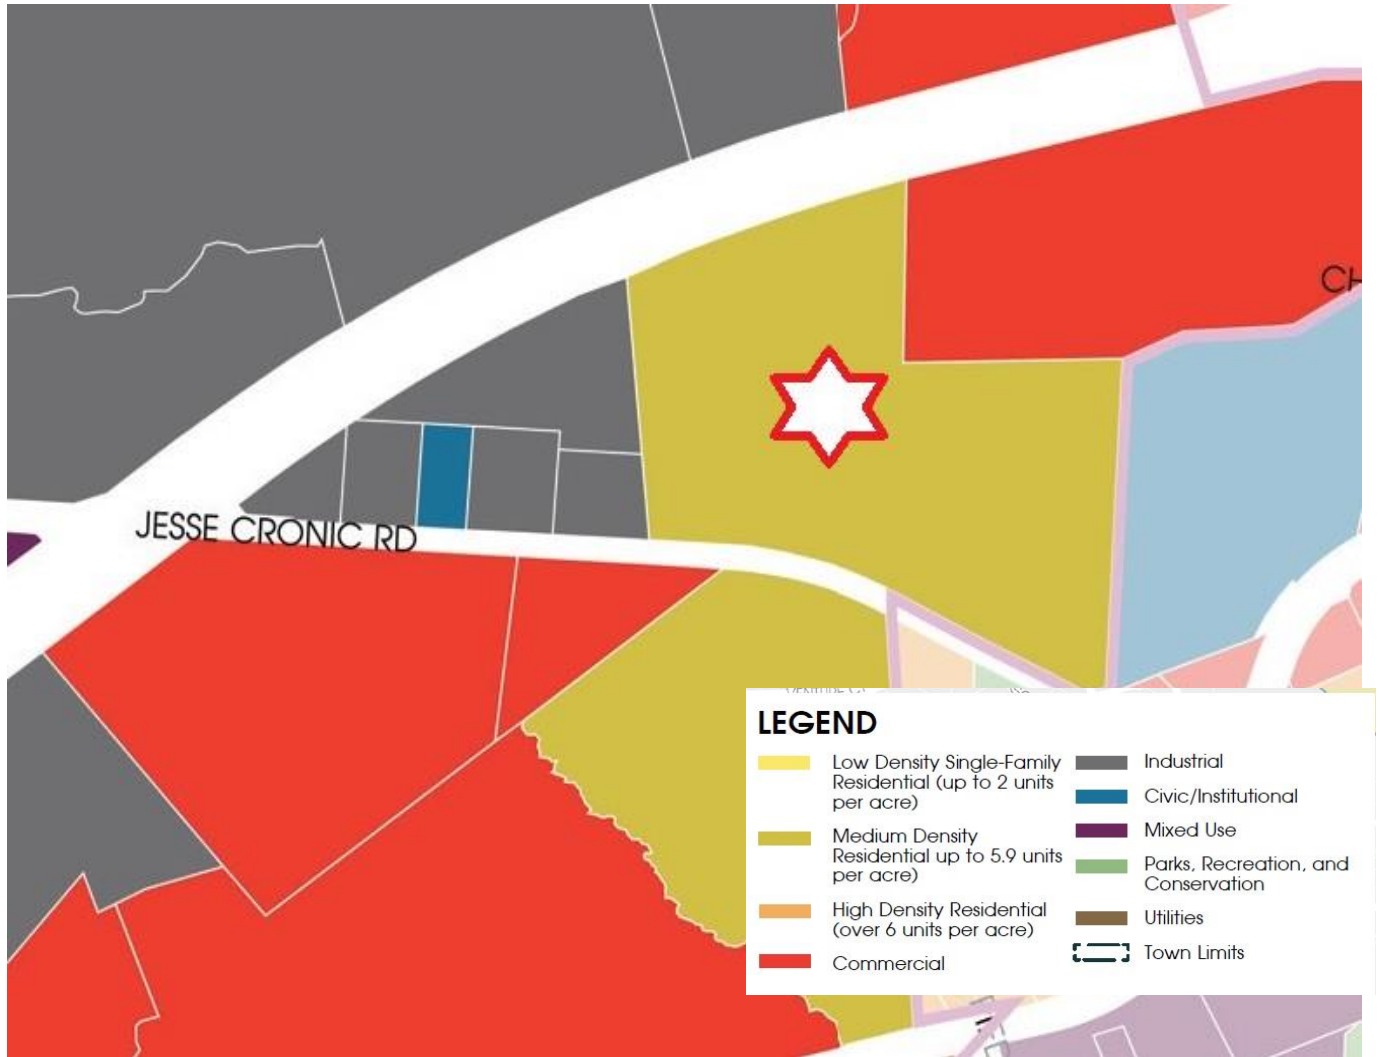 CH
JESSE CRONIC RD
LEGEND
Low Density Single-Family
Residential (up to 2 units
per acre)
Medium Density
Residential up to 5.9 units
per acre)
High Density Residential
(over 6 units per acre)
Commercial
Industrial
Civic/Institutional
Mixed Use
Parks, Recreation, and
Conservation
Utilities
Town Limits